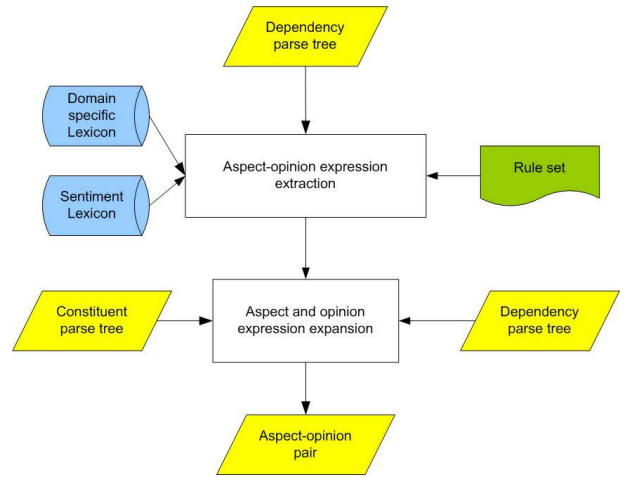 Dependency
parse tree
Domain
specific
Lexicon
Aspect-opinion expression
extraction
Rule set
Sentiment
Lexicon
Constituent
parse tree
Aspect and opinion
expression expansion
Dependency
parse tree
Aspect-opinion
pair